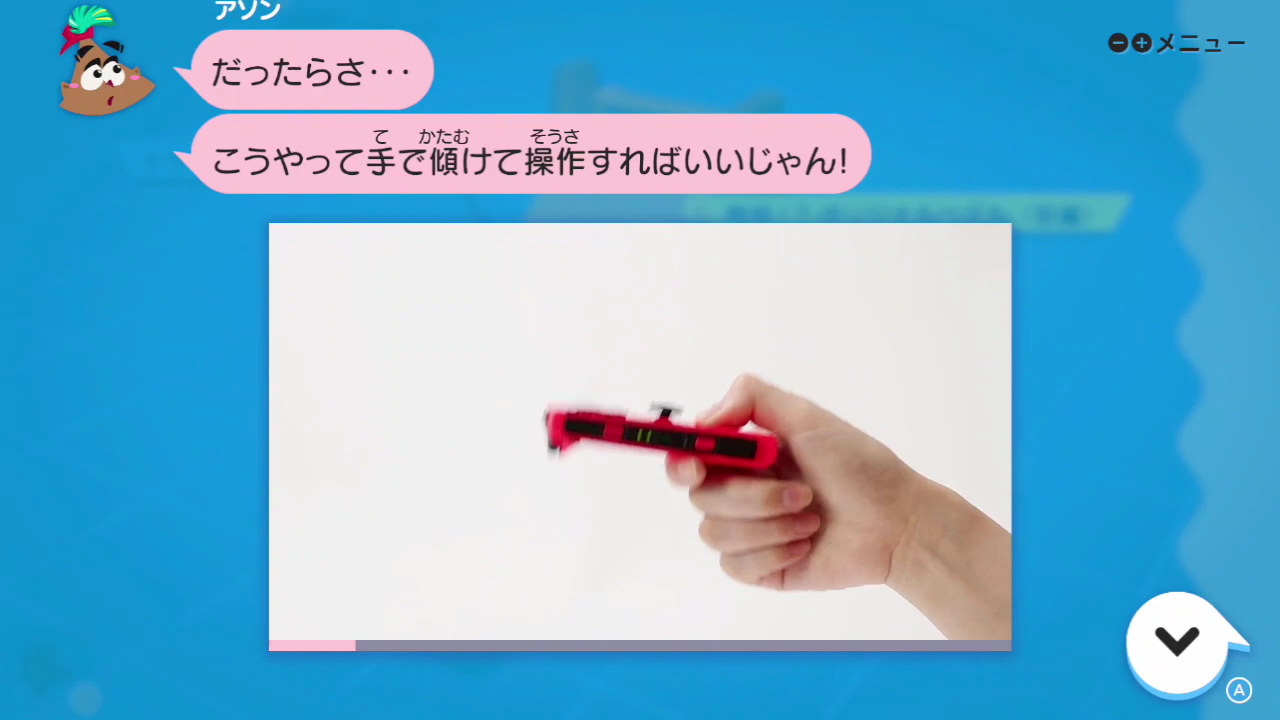 アソン
メニュー
だったらさ･･･
て かたむ そうさ
こうやって手で傾けて操作すればいいじゃん!
A